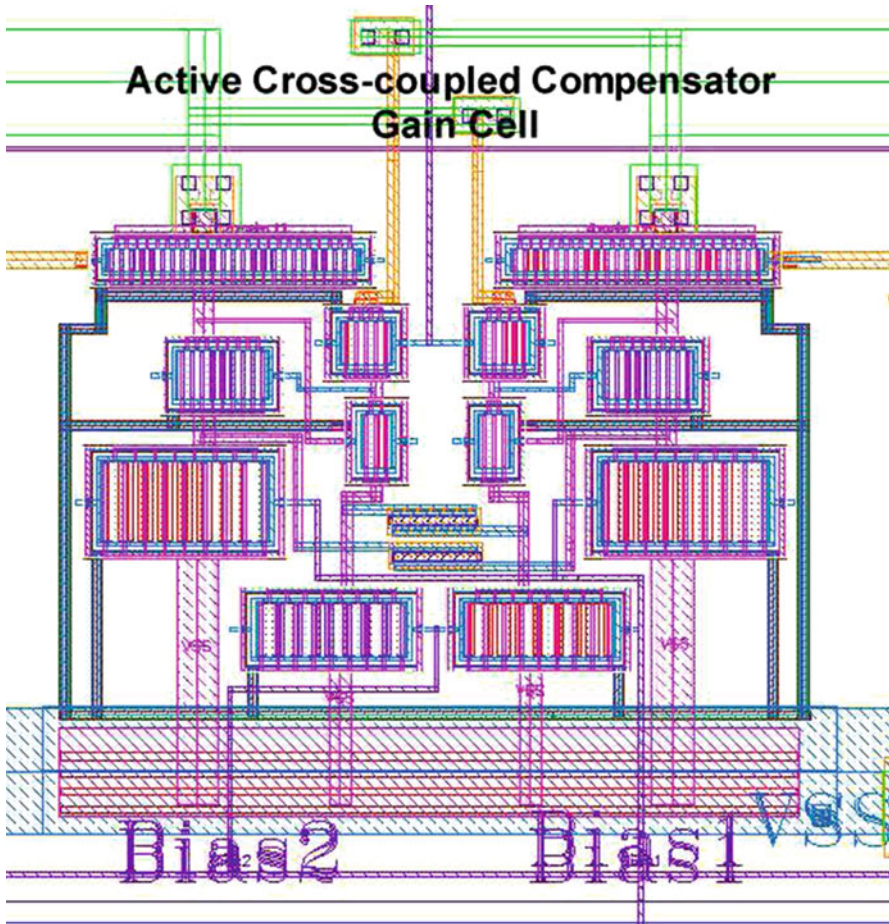 Active Cross-coupled Compensator
Gain Cell
VSS
VSS
VSS
VSS
Bias2
Bias1
VSS